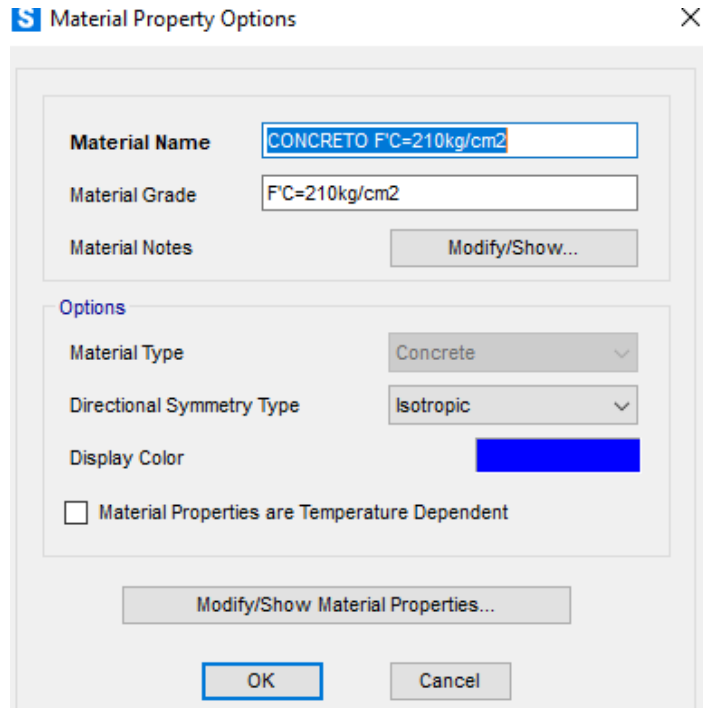 S Material Property Options
Material Name CONCRETO F'C=210kg/cm2
Material Grade F'C=210kg/cm2
Material Notes Modify/Show...
Options
Material Type Concrete
Directional Symmetry Type Isotropic
Display Color
Material Properties are Temperature Dependent
Modify/Show Material Properties...
OK Cancel